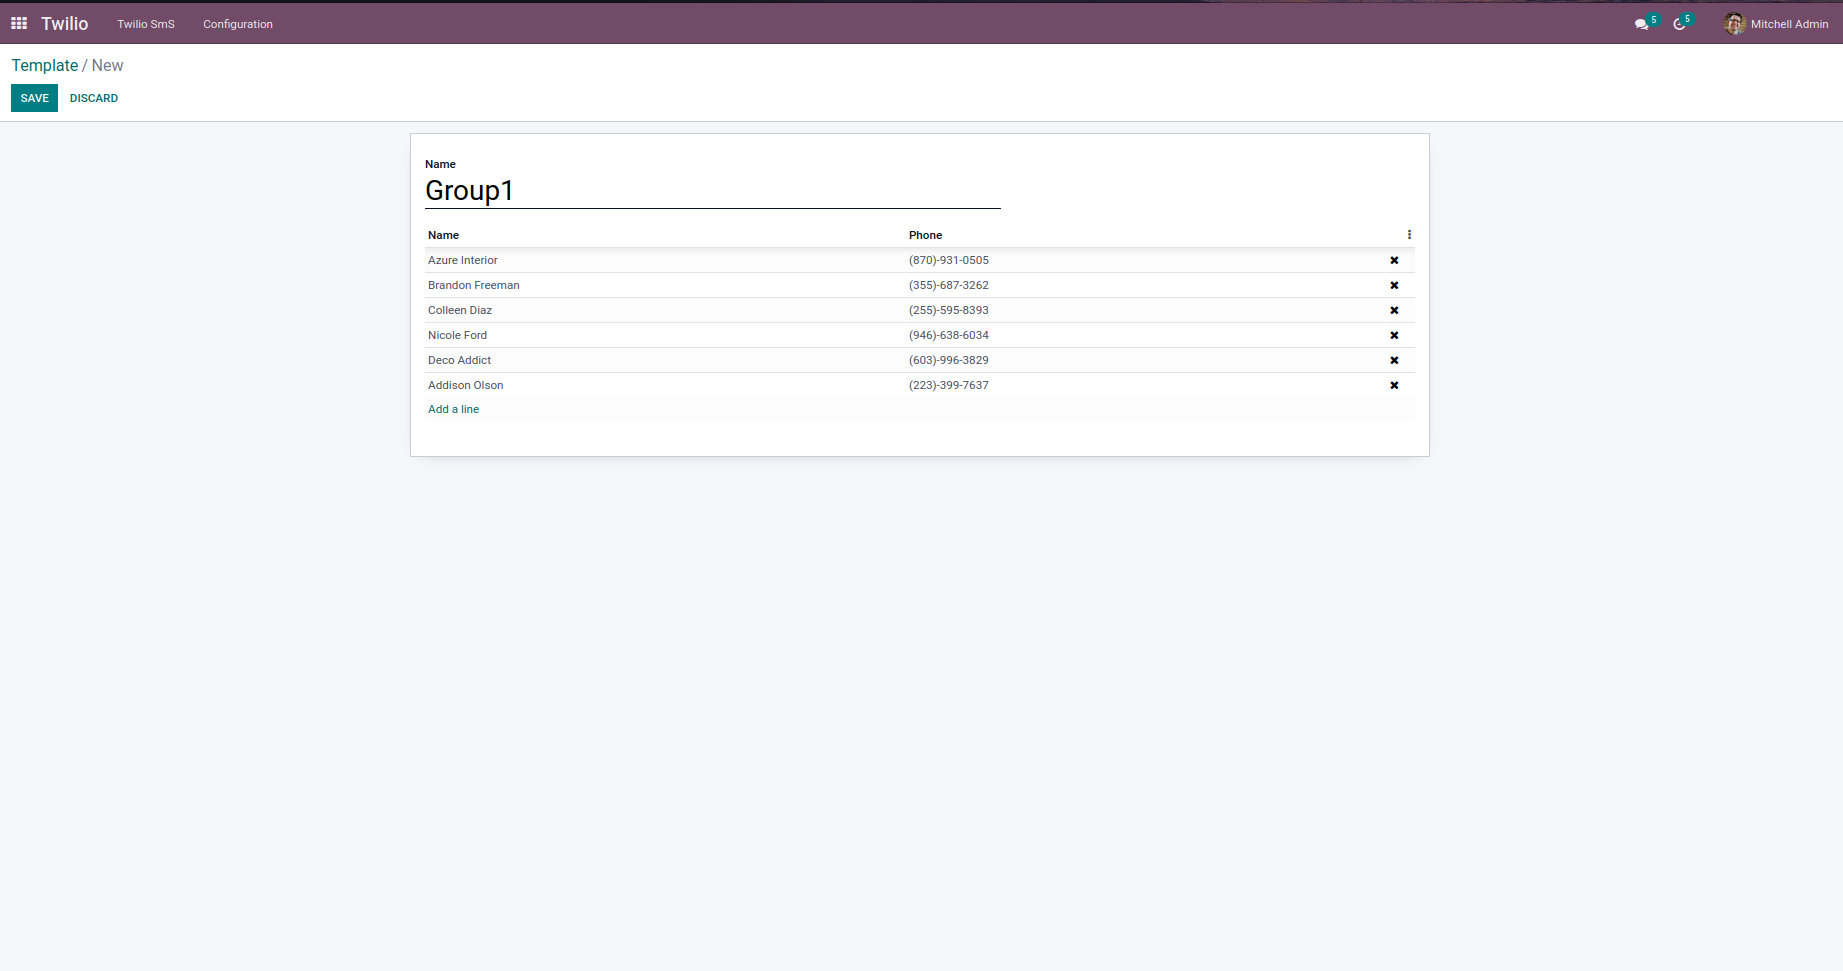 Twilio Twilio SmS Configuration 5 5 Mitchell Admin
Template / New
SAVE DISCARD
Name
Group1
Name Phone
Azure Interior (870)-931-0505
Brandon Freeman (355)-687-3262
Colleen Diaz (255)-595-8393
Nicole Ford (946)-638-6034
Deco Addict (603)-996-3829
Addison Olson (223)-399-7637
Add a line